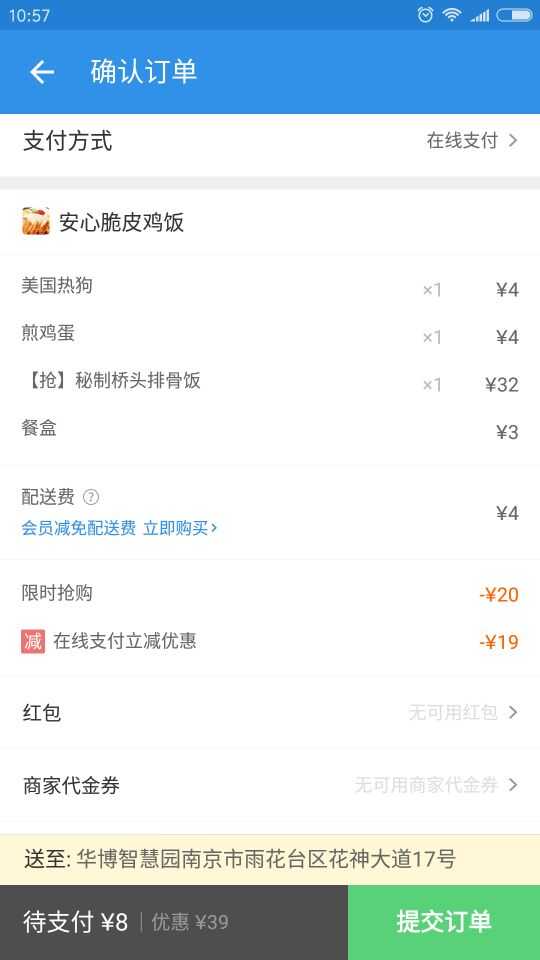 10:57
确认订单
支付方式 在线支付
安心脆皮鸡饭
美国热狗 ×1 ¥4
煎鸡蛋 ×1 ¥4
【抢】秘制桥头排骨饭 ×1 ¥32
餐盒 ¥3
配送费 ? ¥4
会员减免配送费 立即购买
限时抢购 -¥20
减 在线支付立减优惠 -¥19
红包 无可用红包
商家代金券 无可用商家代金券
送至: 华博智慧园南京市雨花台区花神大道17号
待支付 ¥8 | 优惠 ¥39 提交订单